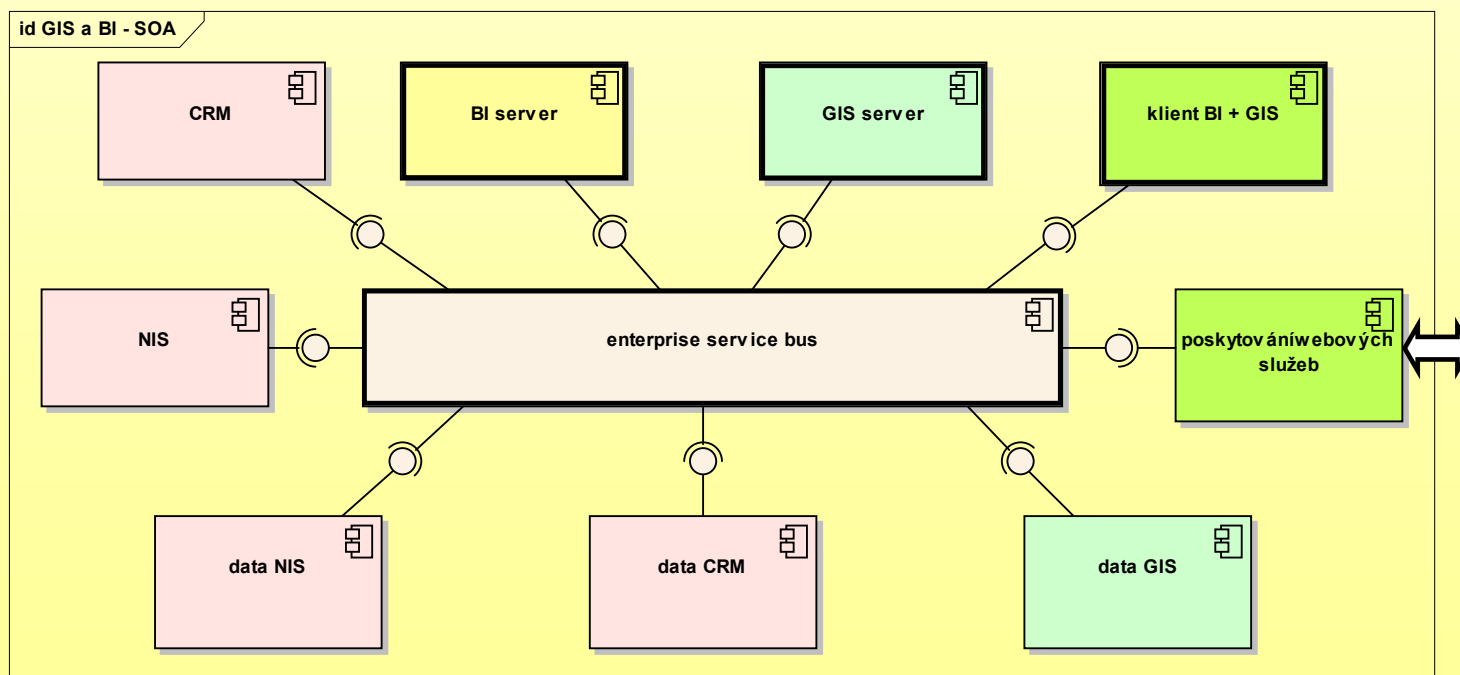 id GIS a BI - SOA
CRM
BI server
GIS server
klient BI + GIS
NIS
enterprise service bus
poskytováníwebových
služeb
data NIS
data CRM
data GIS